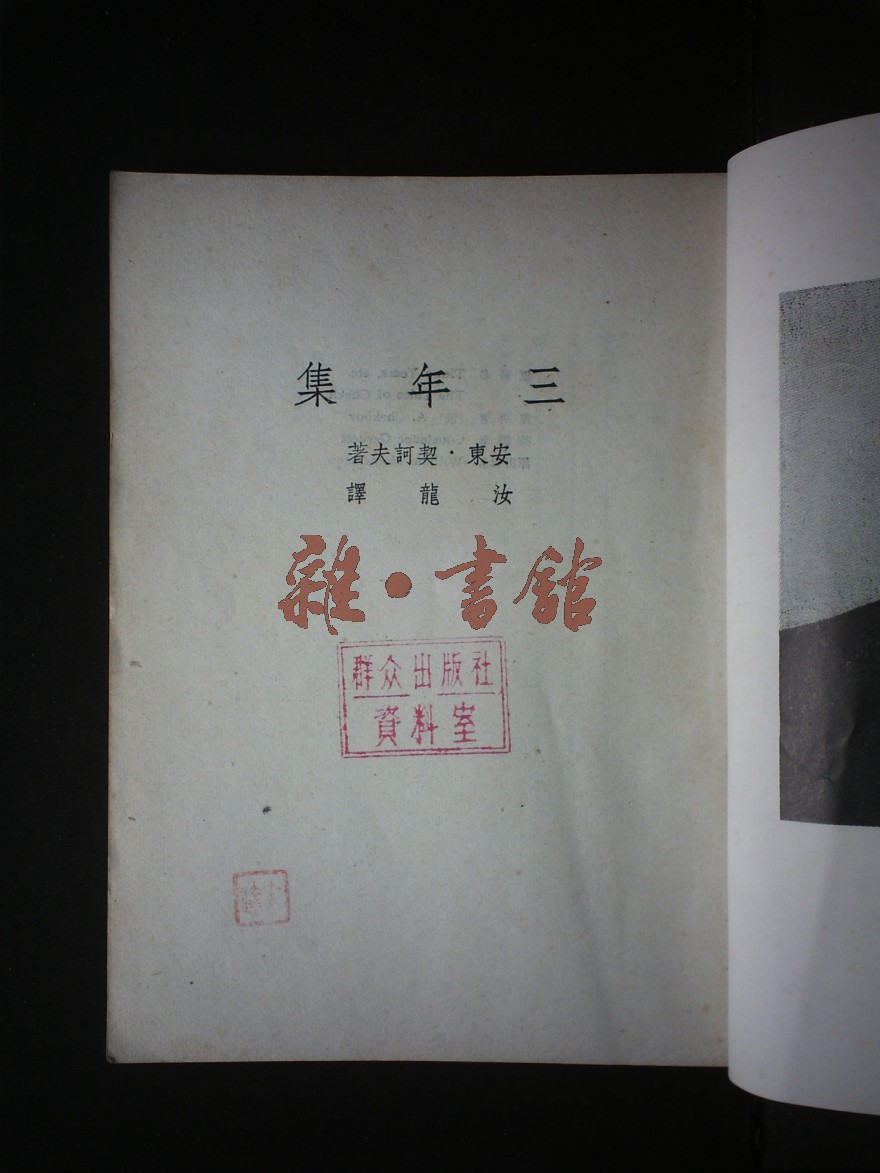 三年集
安東·契訶夫著
汝龍譯
雜·書館
群众出版社
資料室